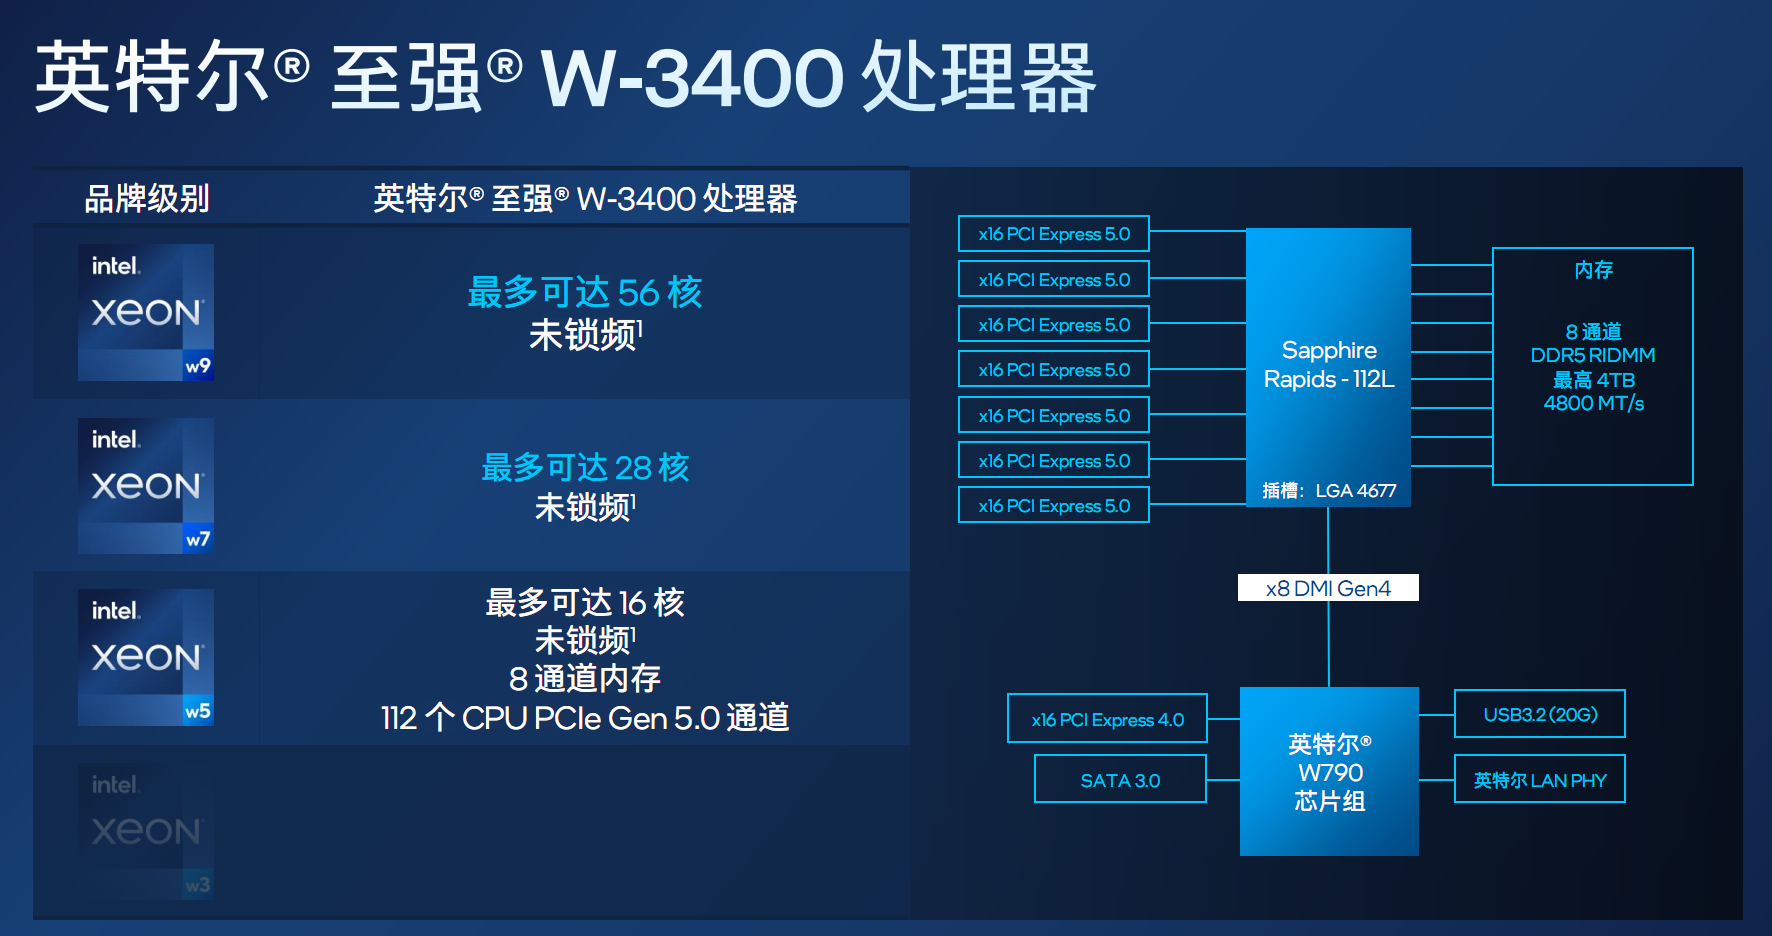 英特尔® 至强® W-3400 处理器
品牌级别
英特尔® 至强® W-3400 处理器
intel.
xeon
w9
最多可达 56 核
未锁频1
intel.
xeon
w7
最多可达 28 核
未锁频1
intel.
xeon
w5
最多可达 16 核
未锁频1
8 通道内存
112 个 CPU PCIe Gen 5.0 通道
intel.
xeon
w3
x16 PCI Express 5.0
x16 PCI Express 5.0
x16 PCI Express 5.0
x16 PCI Express 5.0
x16 PCI Express 5.0
x16 PCI Express 5.0
x16 PCI Express 5.0
Sapphire
Rapids - 112L
插槽：LGA 4677
内存
8 通道
DDR5 RIDMM
最高 4TB
4800 MT/s
x8 DMI Gen4
x16 PCI Express 4.0
SATA 3.0
英特尔®
W790
芯片组
USB3.2 (20G)
英特尔 LAN PHY